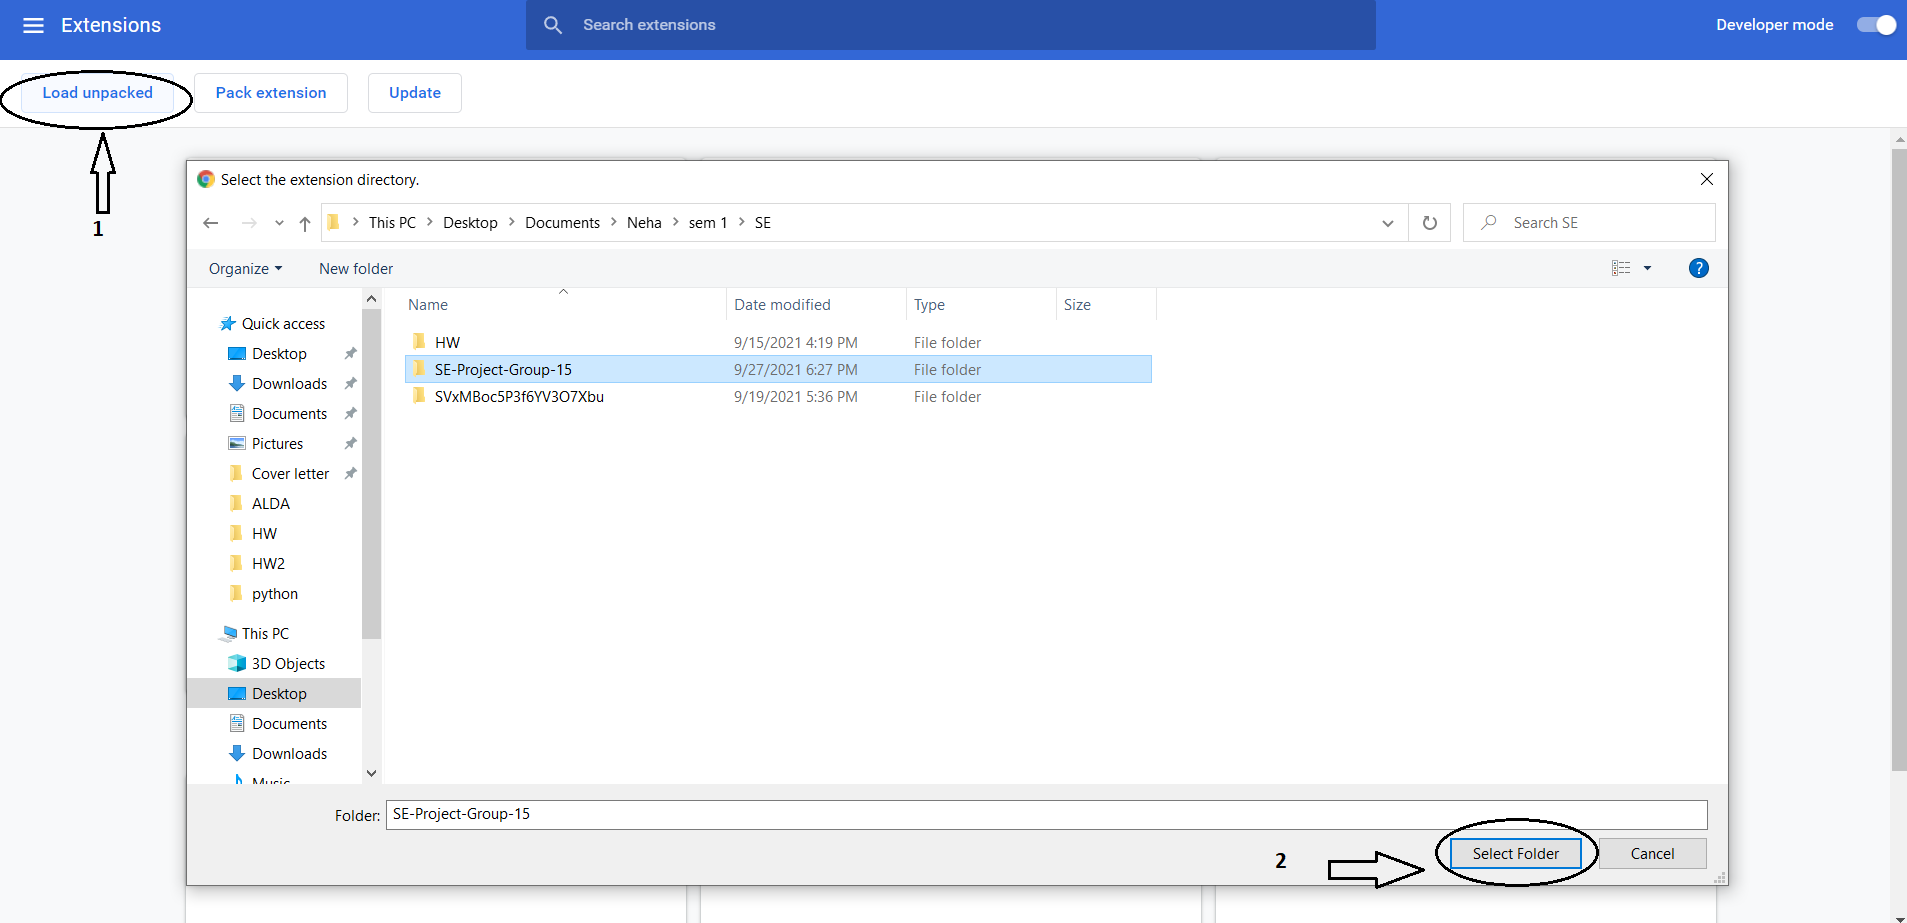 Extensions
Search extensions
Developer mode
Load unpacked
Pack extension
Update
1
Select the extension directory.
This PC > Desktop > Documents > Neha > sem 1 > SE
Search SE
Organize
New folder
?
Name Date modified Type Size
HW 9/15/2021 4:19 PM File folder
SE-Project-Group-15 9/27/2021 6:27 PM File folder
SVxMBoc5P3f6YV3O7Xbu 9/19/2021 5:36 PM File folder
Quick access
Desktop
Downloads
Documents
Pictures
Cover letter
ALDA
HW
HW2
python
This PC
3D Objects
Desktop
Documents
Downloads
Music
Folder: SE-Project-Group-15
2
Select Folder
Cancel